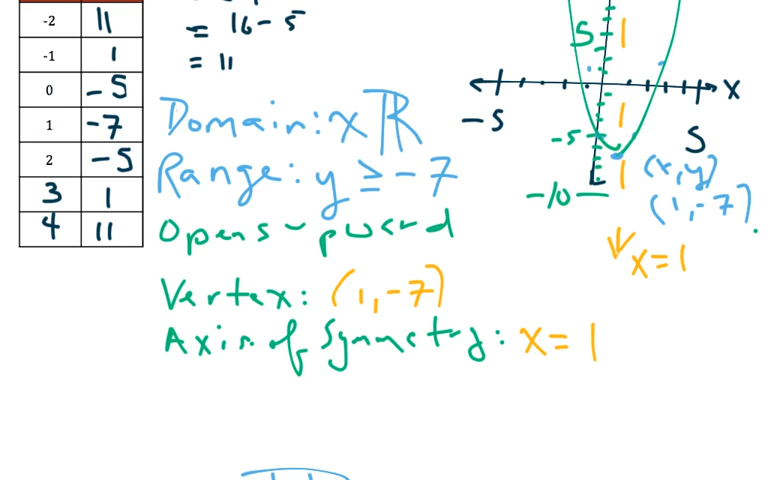 -2 11
-1 1
0 -5
1 -7
2 -5
3 1
4 11
= 16 - 5
= 11
Domain: x ℝ
Range: y ≥ -7
Opens upward
Vertex: (1, -7)
Axis of Symmetry: x = 1
5
x
-5
5
-5
-10
(x, y)
(1, -7)
x = 1